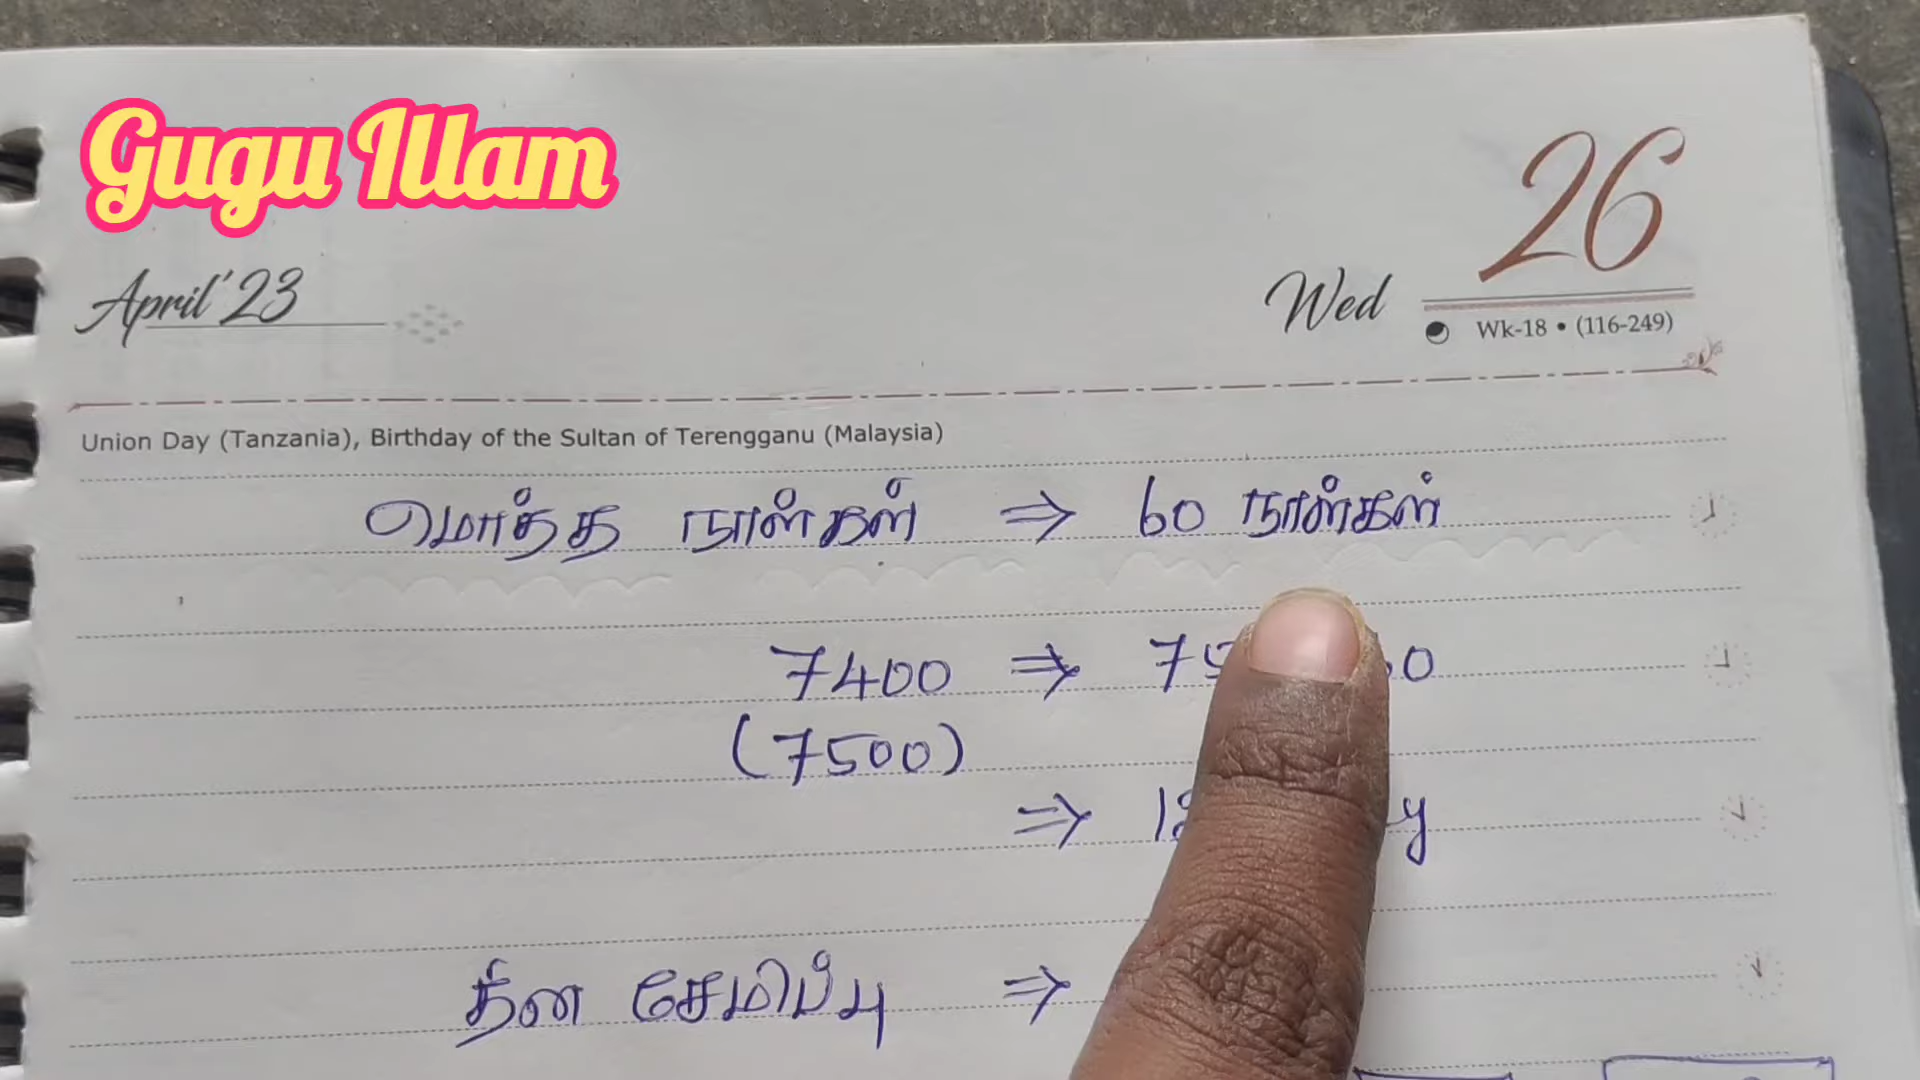 Gugu Illam
April'23
Wed 26
Wk-18 • (116-249)
Union Day (Tanzania), Birthday of the Sultan of Terengganu (Malaysia)
மொத்த நாள்கள் ⇒ 60 நாள்கள்
7400 ⇒
(7500)
⇒
தின சேமிப்பு ⇒